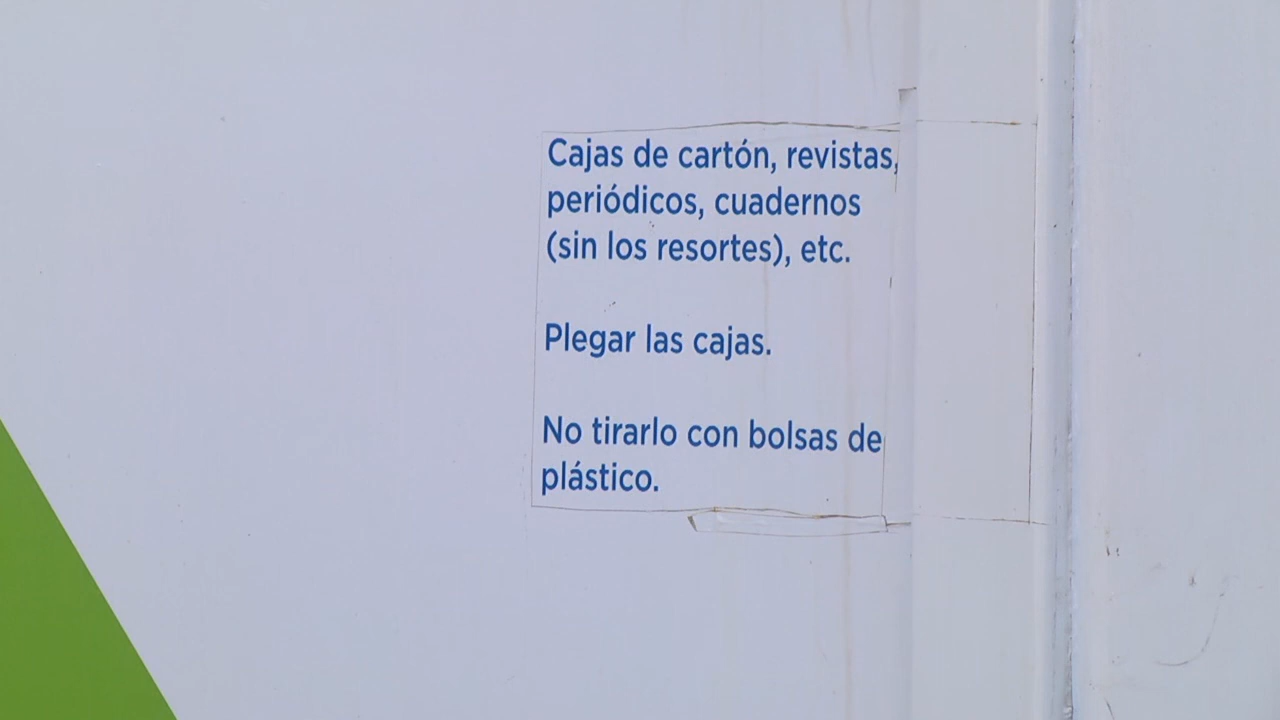 Cajas de cartón, revistas,
periódicos, cuadernos
(sin los resortes), etc.
Plegar las cajas.
No tirarlo con bolsas de
plástico.